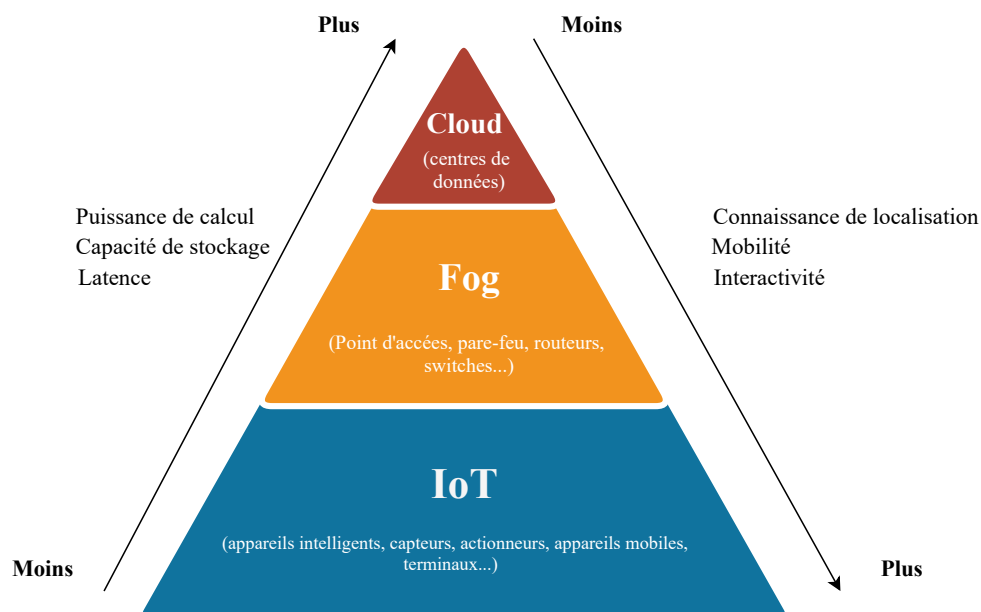 Plus
Moins
Cloud
(centres de
données)
Puissance de calcul
Capacité de stockage
Latence
Connaissance de localisation
Mobilité
Interactivité
Fog
(Point d'accées, pare-feu, routeurs,
switches...)
IoT
(appareils intelligents, capteurs, actionneurs, appareils mobiles,
terminaux...)
Moins
Plus